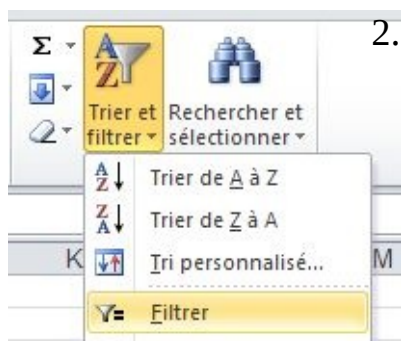 2.
Σ
Trier et
filtrer
Rechercher et
sélectionner
Trier de A à Z
Trier de Z à A
Tri personnalisé...
K
M
Filtrer